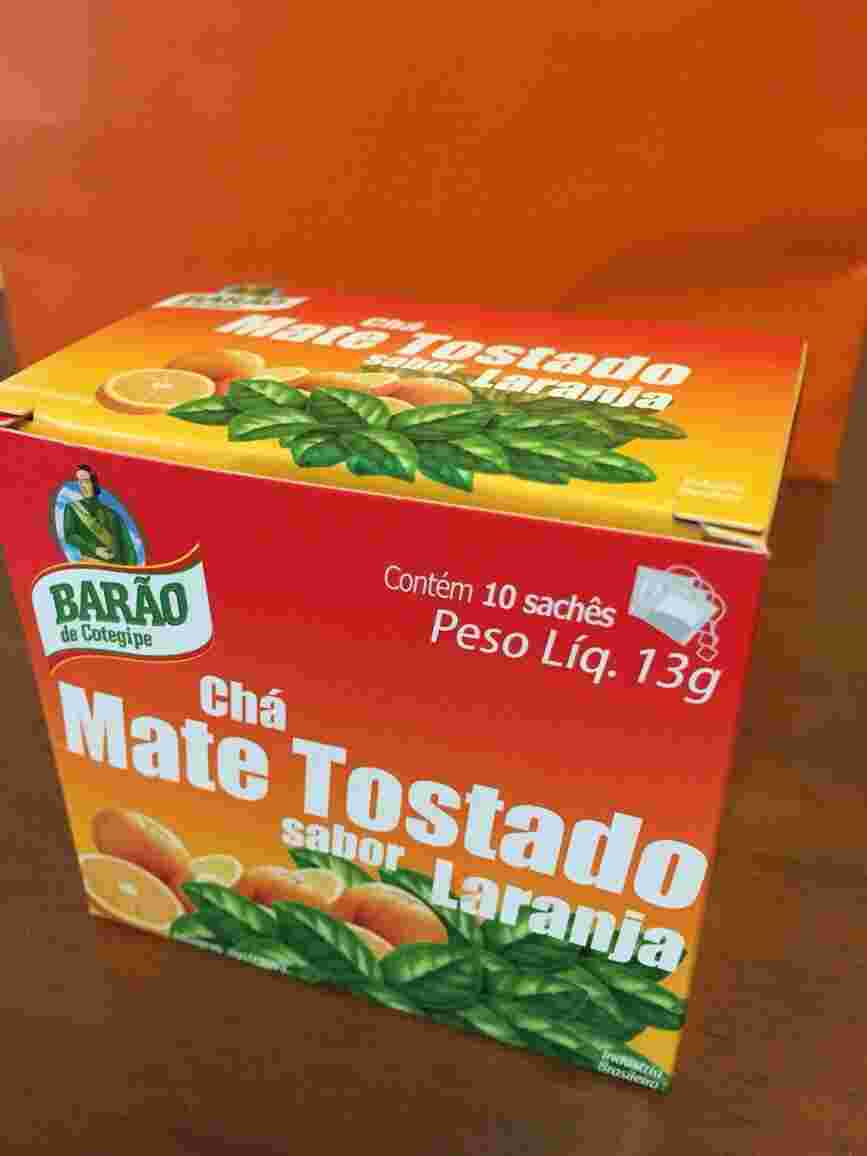 BARÃO
Chá
Mate Tostado
sabor Laranja
BARÃO
de Cotegipe
Contém 10 sachês
Peso Líq. 13g
Chá
Mate Tostado
sabor Laranja
Indústria
Brasileira